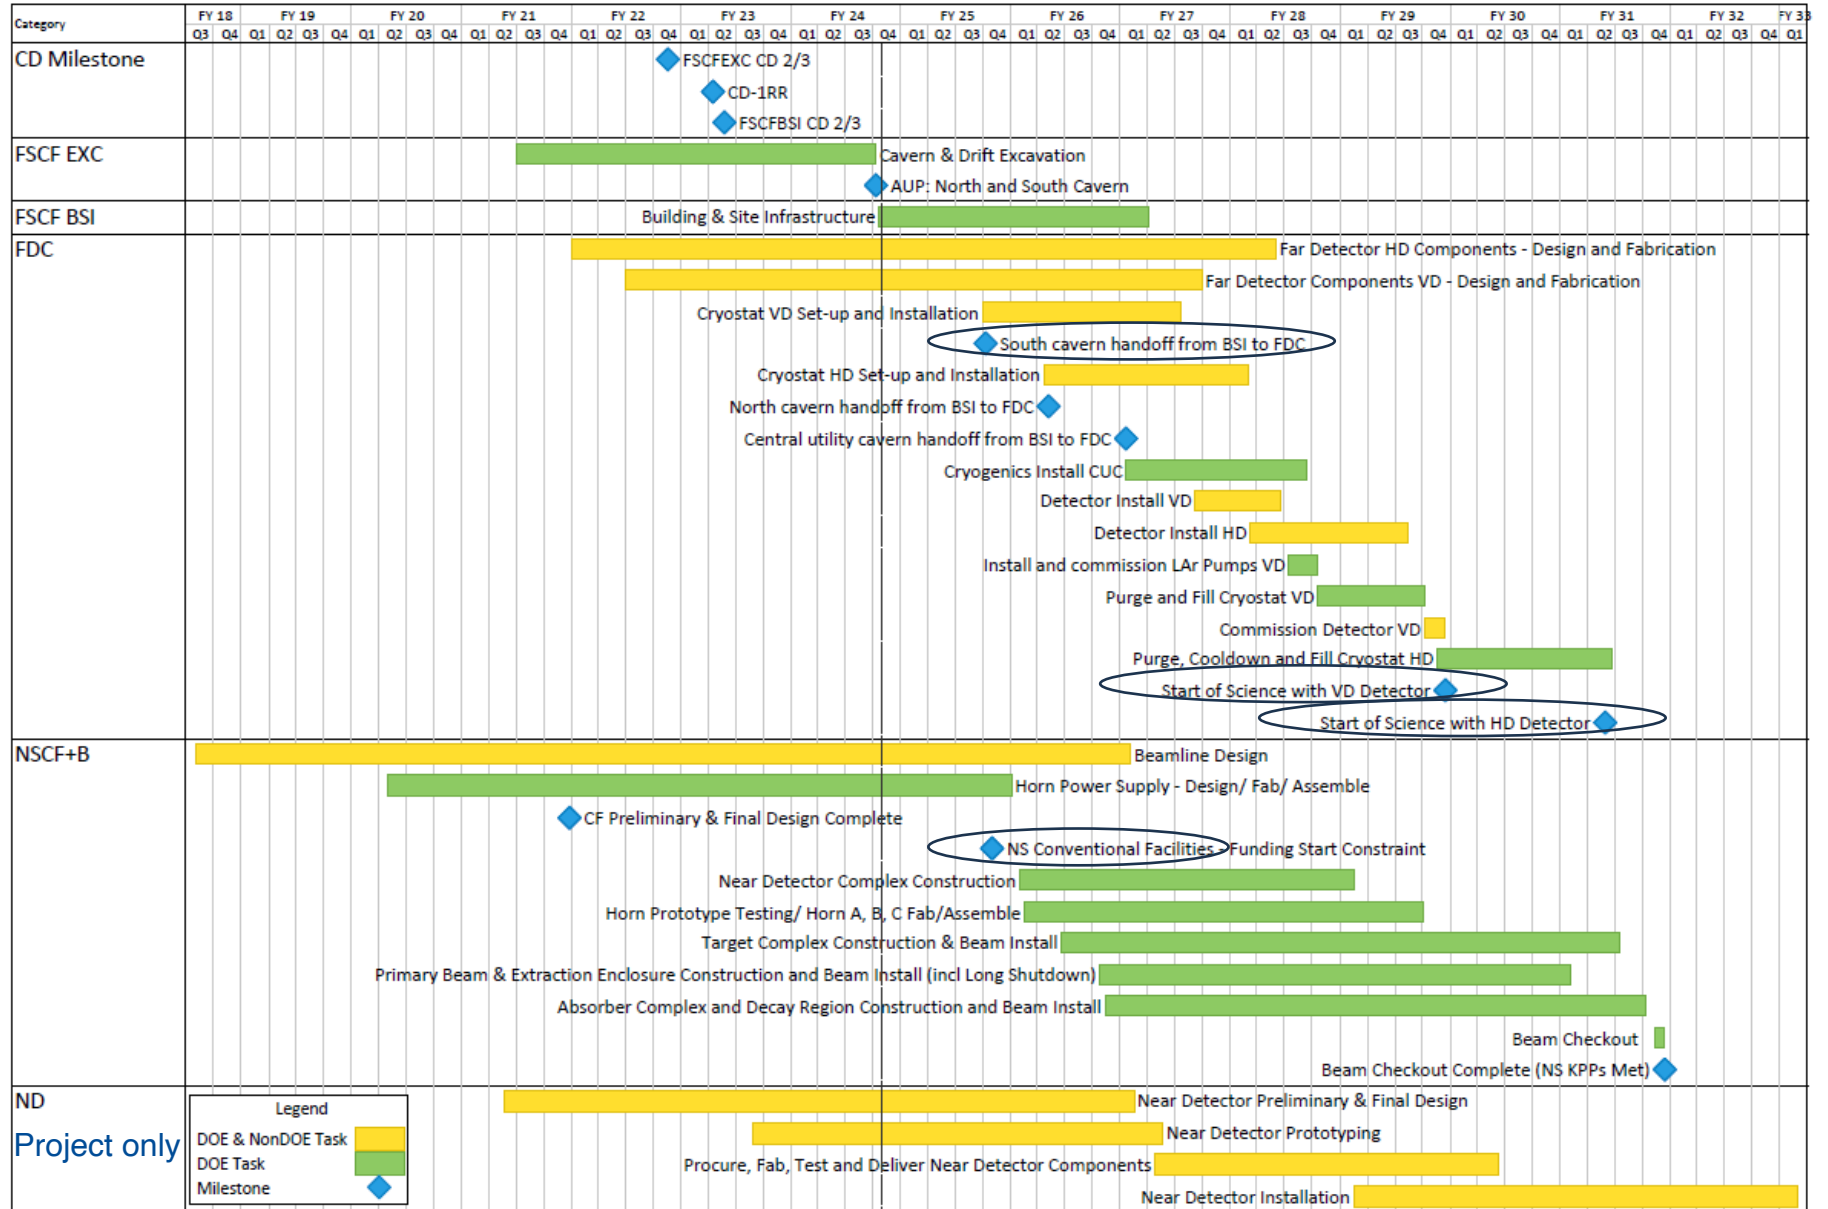 Category
FY 18 FY 19 FY 20 FY 21 FY 22 FY 23 FY 24 FY 25 FY 26 FY 27 FY 28 FY 29 FY 30 FY 31 FY 32 FY 33
Q3 Q4 Q1 Q2 Q3 Q4 Q1 Q2 Q3 Q4 Q1 Q2 Q3 Q4 Q1 Q2 Q3 Q4 Q1 Q2 Q3 Q4 Q1 Q2 Q3 Q4 Q1 Q2 Q3 Q4 Q1 Q2 Q3 Q4 Q1 Q2 Q3 Q4 Q1 Q2 Q3 Q4 Q1 Q2 Q3 Q4 Q1 Q2 Q3 Q4 Q1 Q2 Q3 Q4 Q1 Q2 Q3 Q4 Q1
CD Milestone
FSCFEXC CD 2/3
CD-1RR
FSCFBSI CD 2/3
FSCF EXC
Cavern & Drift Excavation
AUP: North and South Cavern
FSCF BSI
Building & Site Infrastructure
FDC
Far Detector HD Components - Design and Fabrication
Far Detector Components VD - Design and Fabrication
Cryostat VD Set-up and Installation
South cavern handoff from BSI to FDC
Cryostat HD Set-up and Installation
North cavern handoff from BSI to FDC
Central utility cavern handoff from BSI to FDC
Cryogenics Install CUC
Detector Install VD
Detector Install HD
Install and commission LAr Pumps VD
Purge and Fill Cryostat VD
Commission Detector VD
Purge, Cooldown and Fill Cryostat HD
Start of Science with VD Detector
Start of Science with HD Detector
NSCF+B
Beamline Design
Horn Power Supply - Design/ Fab/ Assemble
CF Preliminary & Final Design Complete
NS Conventional Facilities - Funding Start Constraint
Near Detector Complex Construction
Horn Prototype Testing/ Horn A, B, C Fab/Assemble
Target Complex Construction & Beam Install
Primary Beam & Extraction Enclosure Construction and Beam Install (incl Long Shutdown)
Absorber Complex and Decay Region Construction and Beam Install
Beam Checkout
Beam Checkout Complete (NS KPPs Met)
ND
Project only
Near Detector Preliminary & Final Design
Near Detector Prototyping
Procure, Fab, Test and Deliver Near Detector Components
Near Detector Installation
Legend
DOE & NonDOE Task
DOE Task
Milestone